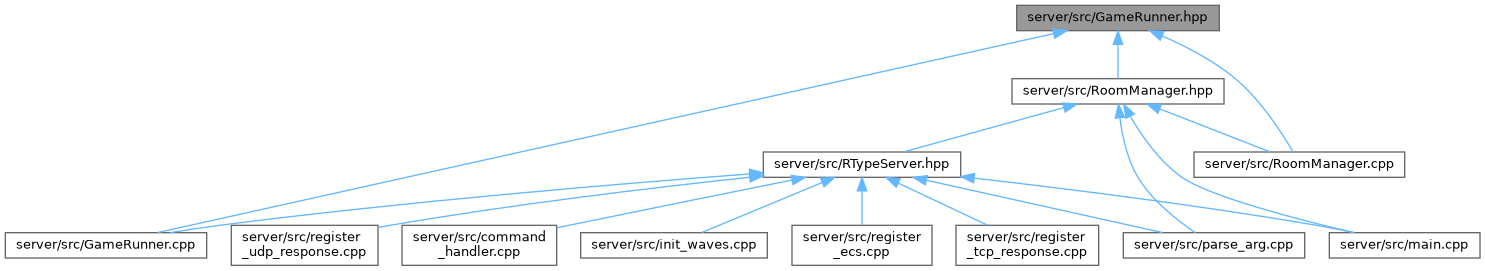 server/src/GameRunner.hpp
server/src/RoomManager.hpp
server/src/RTypeServer.hpp
server/src/RoomManager.cpp
server/src/GameRunner.cpp
server/src/register
_udp_response.cpp
server/src/command
_handler.cpp
server/src/init_waves.cpp
server/src/register
_ecs.cpp
server/src/register
_tcp_response.cpp
server/src/parse_arg.cpp
server/src/main.cpp